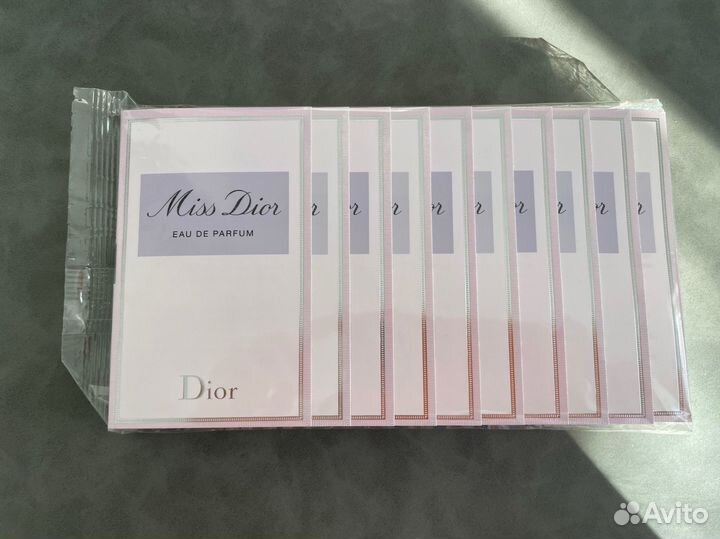 Miss Dior
EAU DE PARFUM
Dior
Avito